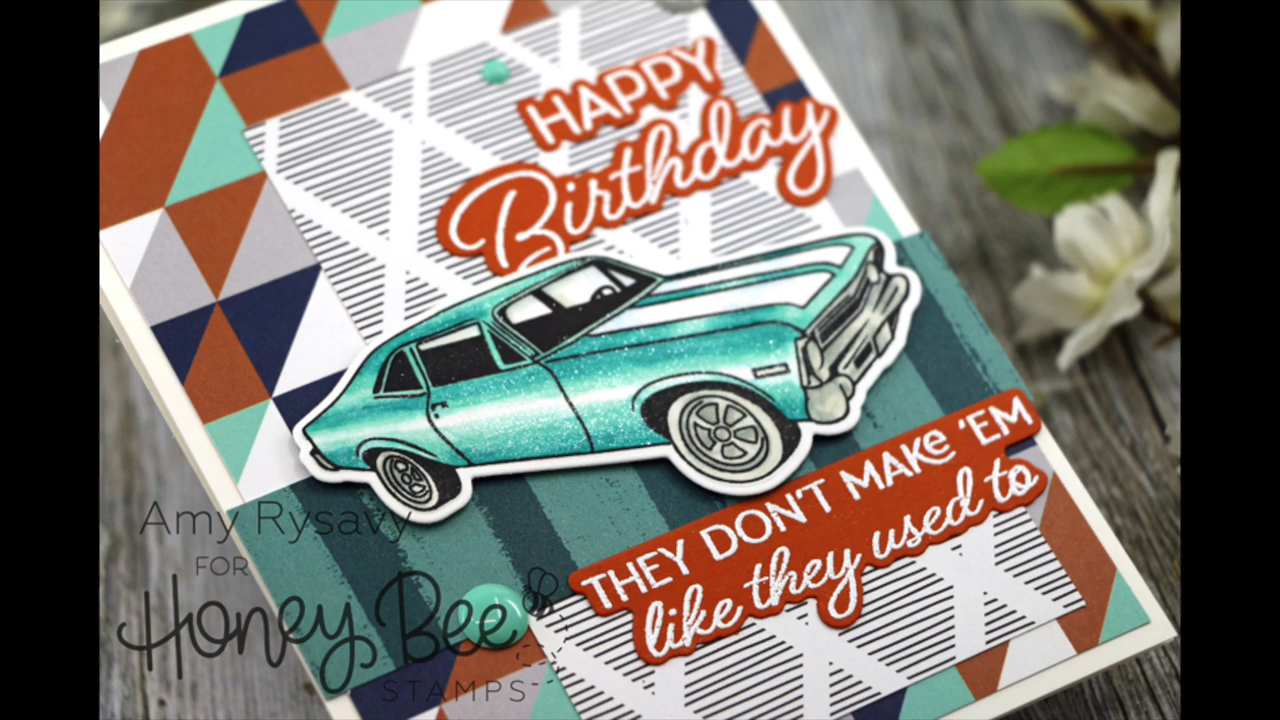 HAPPY
Birthday
THEY DON'T MAKE 'EM
like they used to
Amy Rysavy
FOR
Honey Bee
STAMPS